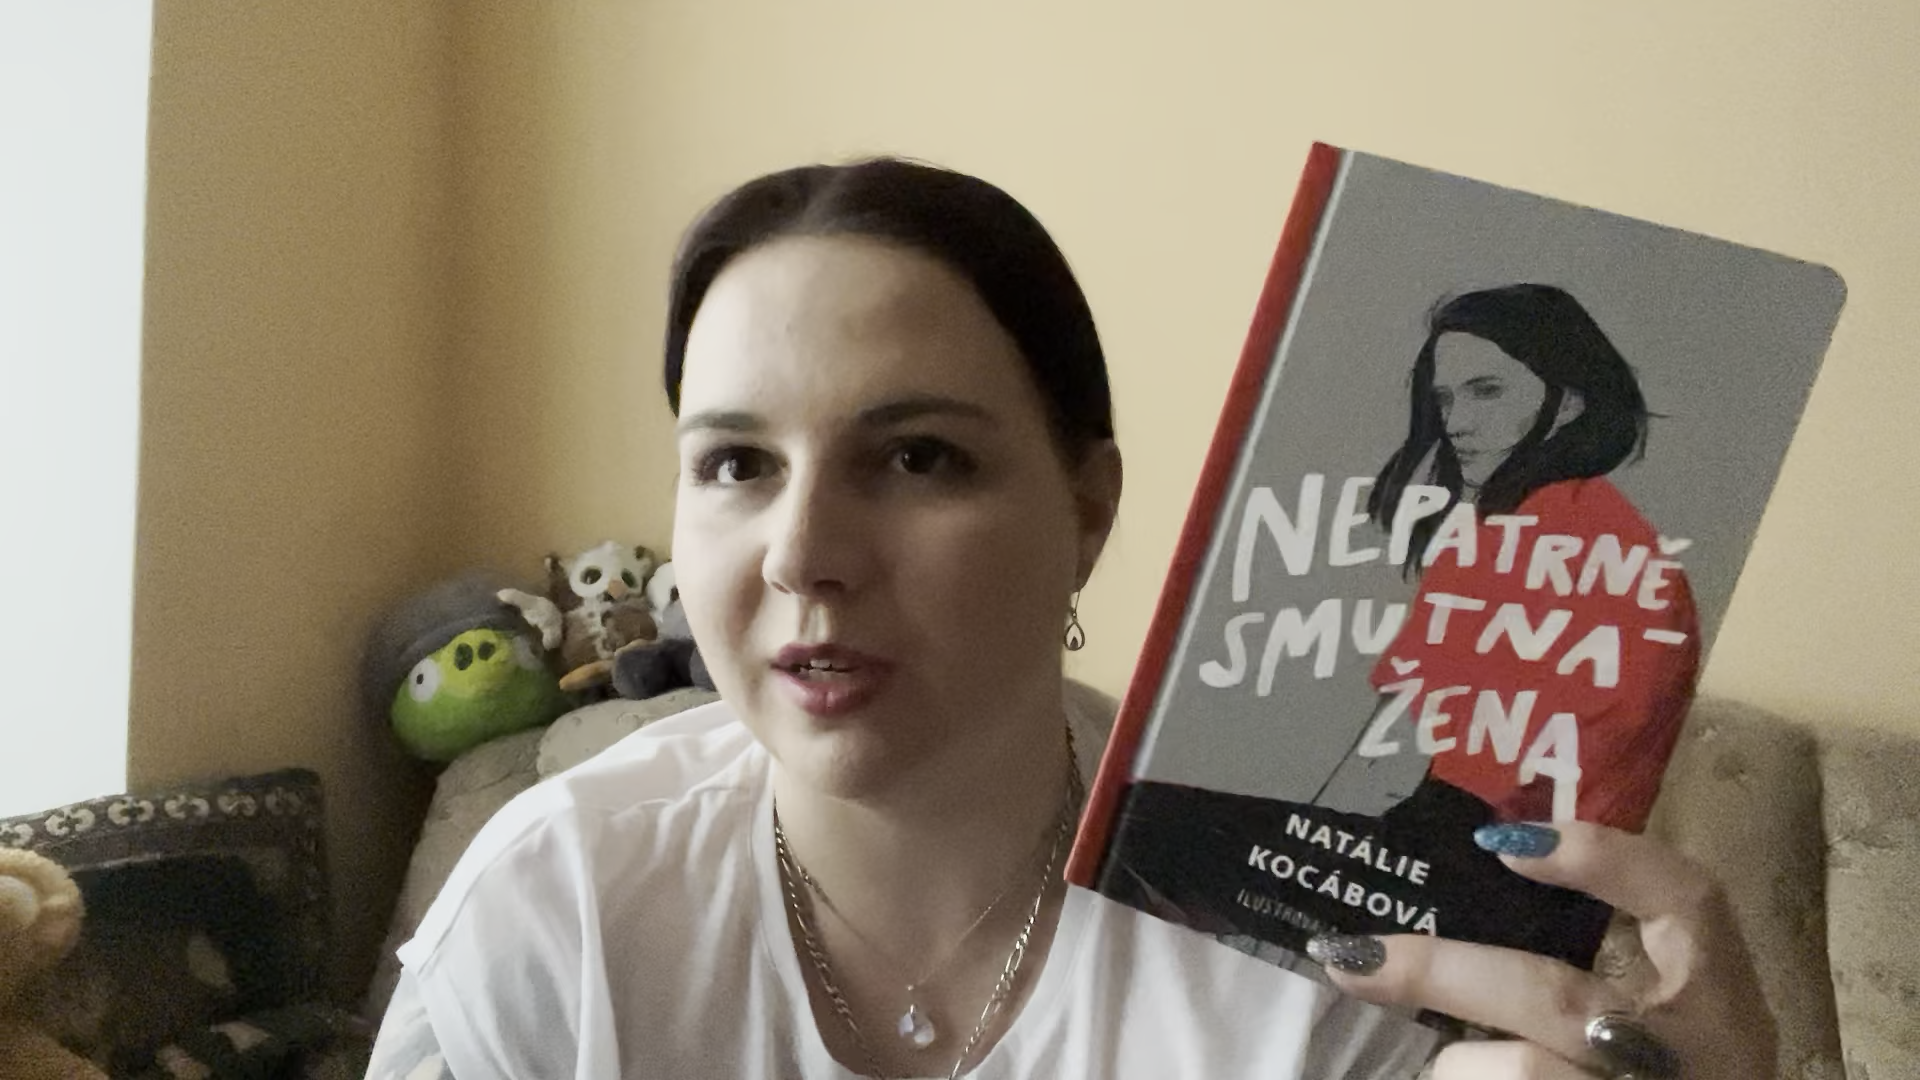 NEPATRNĚ
SMUTNÁ
ŽENA
NATÁLIE
KOCÁBOVÁ